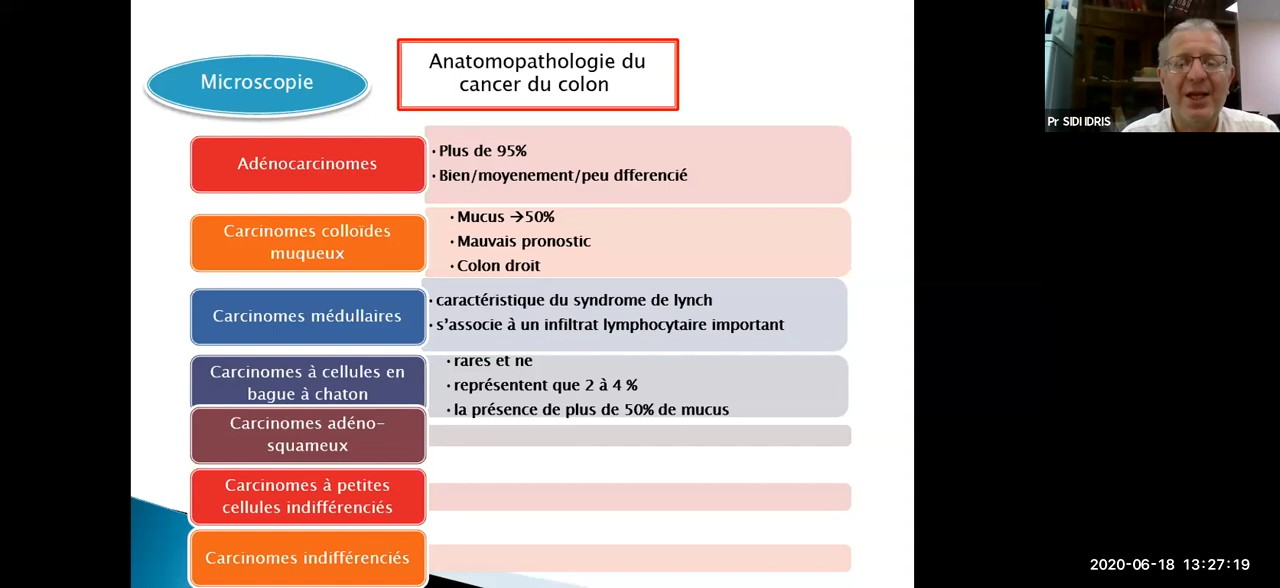 Microscopie
Anatomopathologie du
cancer du colon
Adénocarcinomes
• Plus de 95%
• Bien/moyenement/peu dfferencié
Carcinomes colloïdes
muqueux
• Mucus →50%
• Mauvais pronostic
• Colon droit
Carcinomes médullaires
• caractéristique du syndrome de lynch
• s’associe à un infiltrat lymphocytaire important
Carcinomes à cellules en
bague à chaton
• rares et ne
• représentent que 2 à 4 %
• la présence de plus de 50% de mucus
Carcinomes adéno-
squameux
Carcinomes à petites
cellules indifférenciés
Carcinomes indifférenciés
Pr SIDI IDRIS
2020-06-18 13:27:19